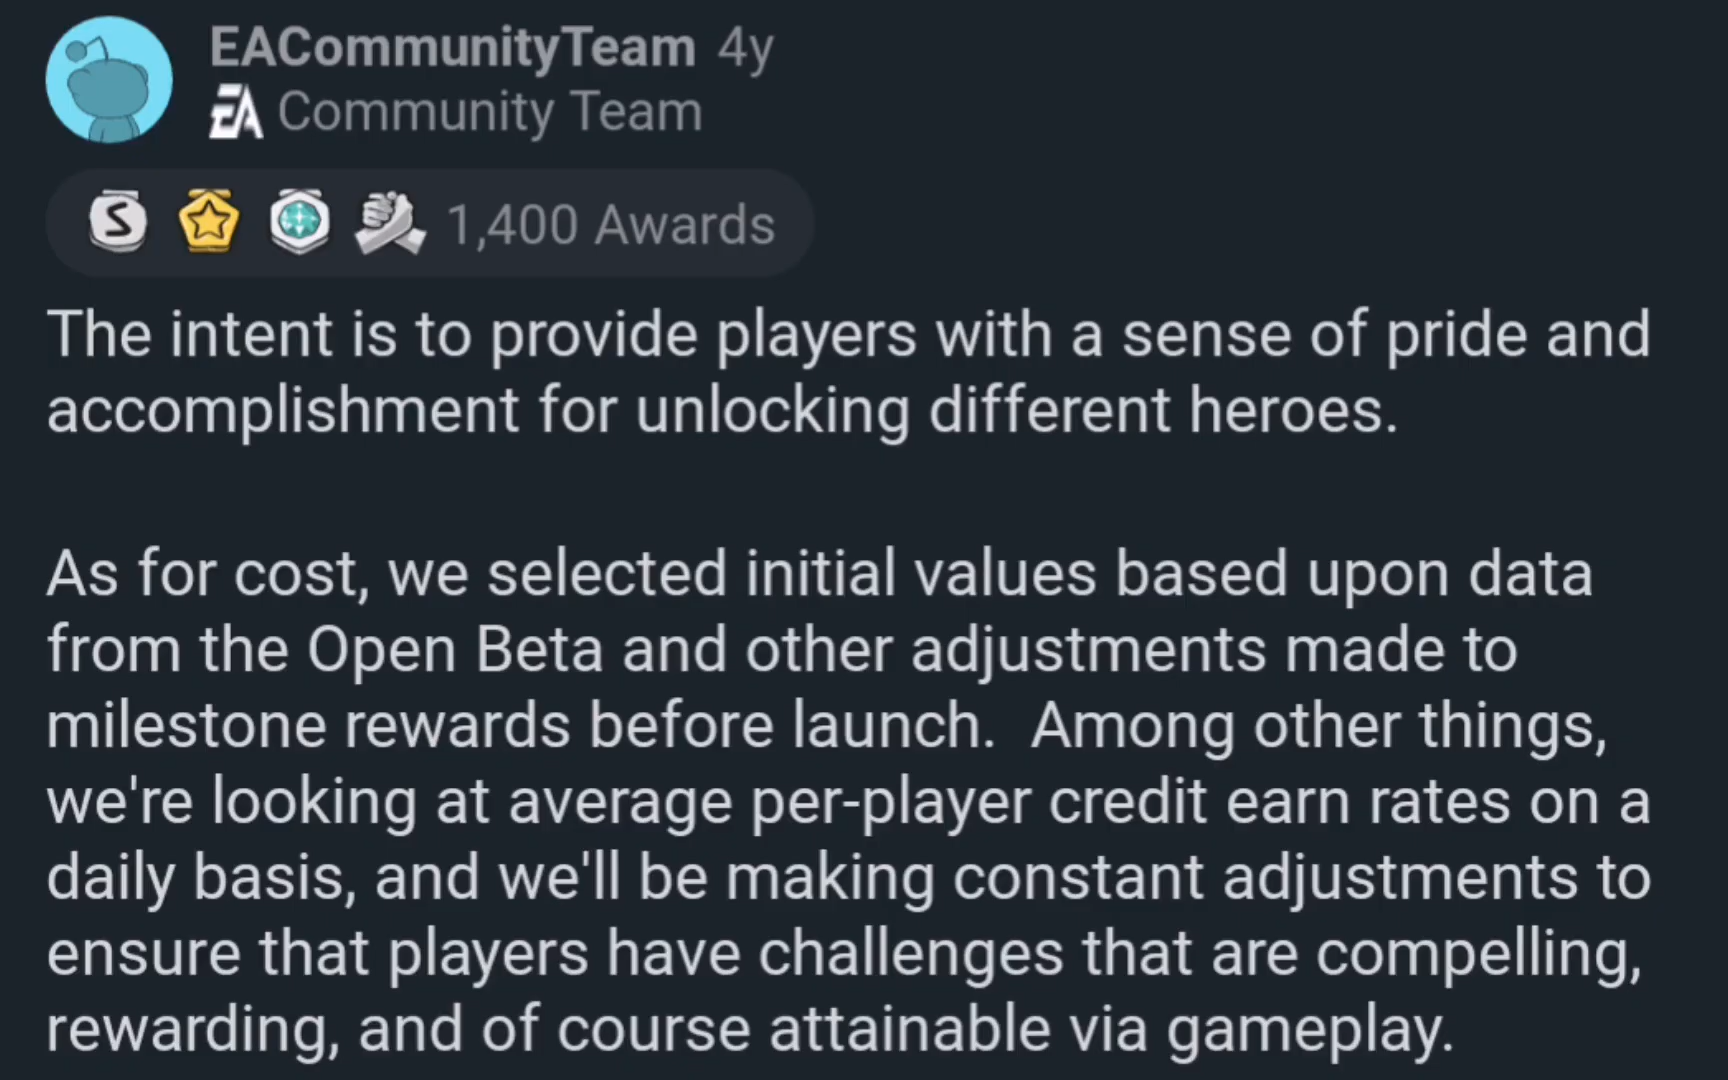 EACommunityTeam 4y
EA Community Team
S 1,400 Awards
The intent is to provide players with a sense of pride and
accomplishment for unlocking different heroes.
As for cost, we selected initial values based upon data
from the Open Beta and other adjustments made to
milestone rewards before launch.  Among other things,
we're looking at average per-player credit earn rates on a
daily basis, and we'll be making constant adjustments to
ensure that players have challenges that are compelling,
rewarding, and of course attainable via gameplay.